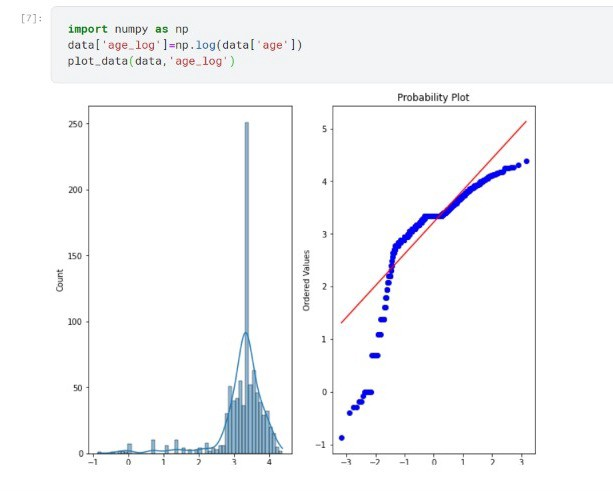 [7]:
import numpy as np
data['age_log']=np.log(data['age'])
plot_data(data,'age_log')
Probability Plot
250
200
150
100
50
0
Count
-1 0 1 2 3 4
5
4
3
2
1
0
-1
Ordered Values
-3 -2 -1 0 1 2 3